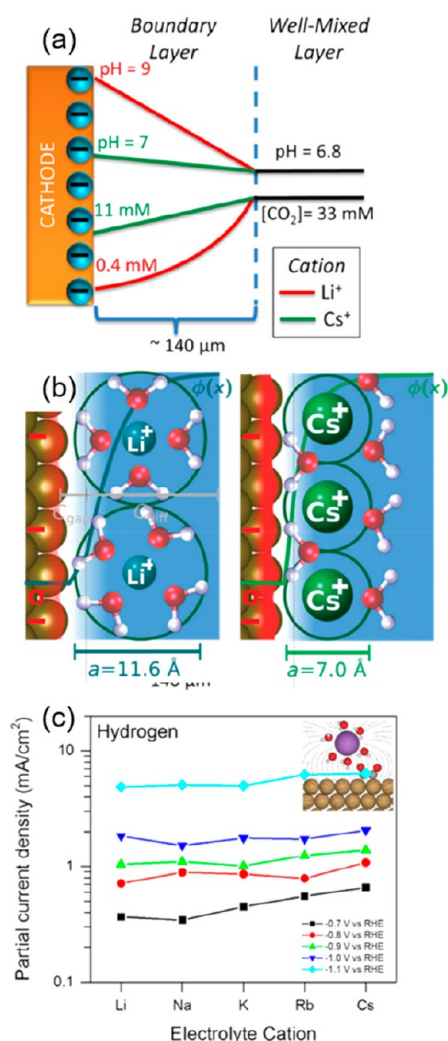 (a)
Boundary Layer
Well-Mixed Layer
pH = 9
pH = 7
pH = 6.8
CATHODE
11 mM
[CO₂]= 33 mM
0.4 mM
Cation
Li⁺
Cs⁺
~ 140 µm
(b)
ϕ(x)
ϕ(x)
Li⁺
Cs⁺
Cs⁺
Li⁺
Cs⁺
a=11.6 Å
a=7.0 Å
(c)
Hydrogen
Partial current density (mA/cm²)
10
1
0.1
-0.7 V vs RHE
-0.8 V vs RHE
-0.9 V vs RHE
-1.0 V vs RHE
-1.1 V vs RHE
Li Na K Rb Cs
Electrolyte Cation